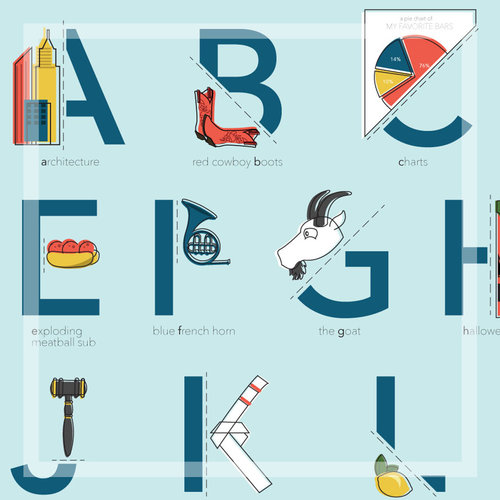 a pie chart of
MY FAVORITE BARS
14%
76%
10%
A B C
architecture
red cowboy boots
charts
E F G H
exploding
meatball sub
blue french horn
the goat
hallowe
J K L